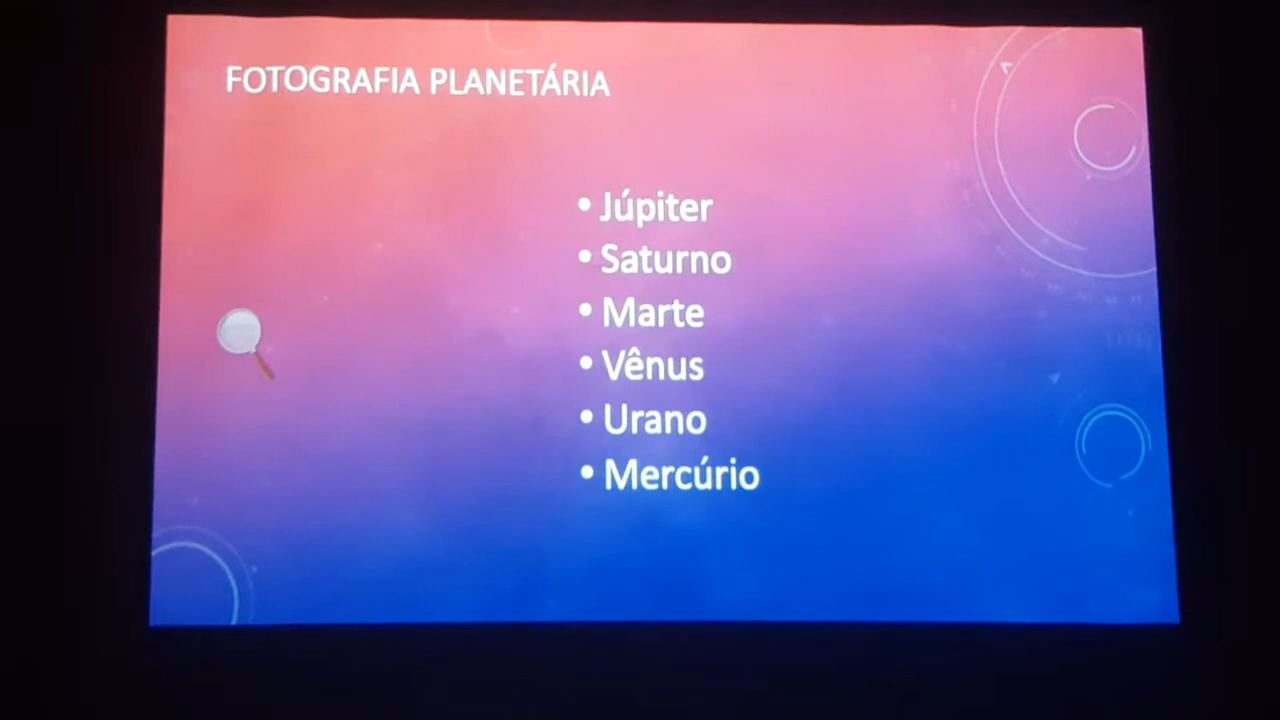 FOTOGRAFIA PLANETÁRIA
• Júpiter
• Saturno
• Marte
• Vênus
• Urano
• Mercúrio